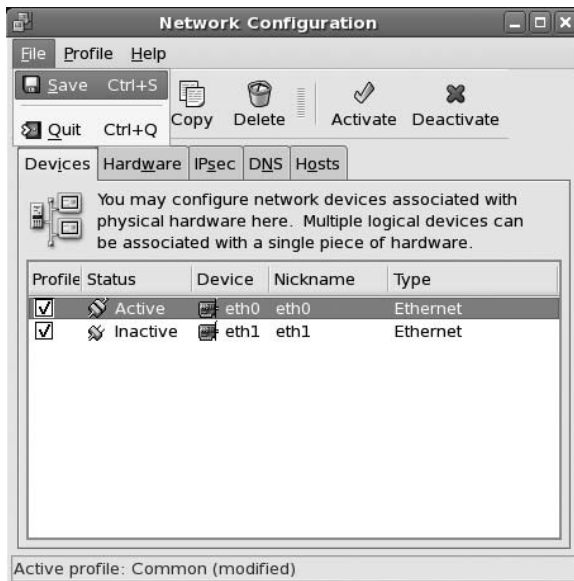 Network Configuration
File Profile Help
Save Ctrl+S
Quit Ctrl+Q
Copy Delete Activate Deactivate
Devices Hardware IPsec DNS Hosts
You may configure network devices associated with
physical hardware here. Multiple logical devices can
be associated with a single piece of hardware.
Profile Status Device Nickname Type
Active eth0 eth0 Ethernet
Inactive eth1 eth1 Ethernet
Active profile: Common (modified)